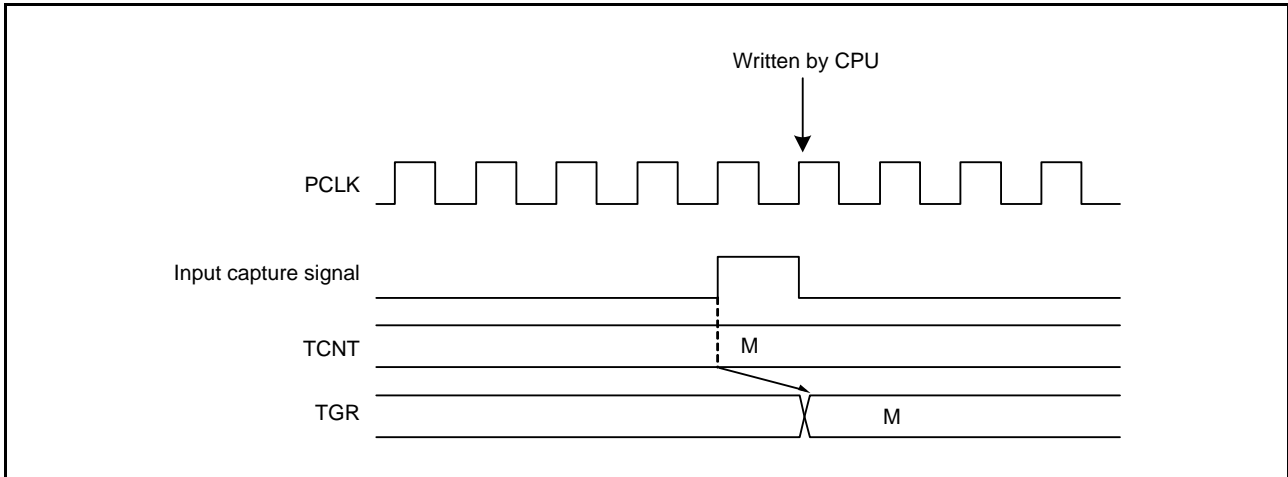 Written by CPU
PCLK
Input capture signal
TCNT
M
TGR
M